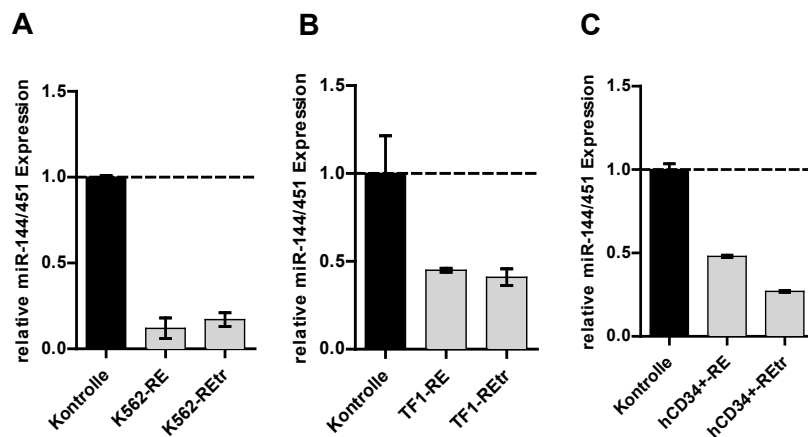 A
relative miR-144/451 Expression
1.5
1.0
0.5
0.0
Kontrolle
K562-RE
K562-REtr
B
relative miR-144/451 Expression
1.5
1.0
0.5
0.0
Kontrolle
TF1-RE
TF1-REtr
C
relative miR-144/451 Expression
1.5
1.0
0.5
0.0
Kontrolle
hCD34+-RE
hCD34+-REtr